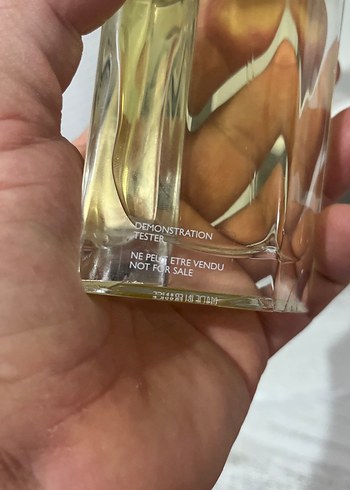 DEMONSTRATION
TESTER
NE PEUT ETRE VENDU
NOT FOR SALE